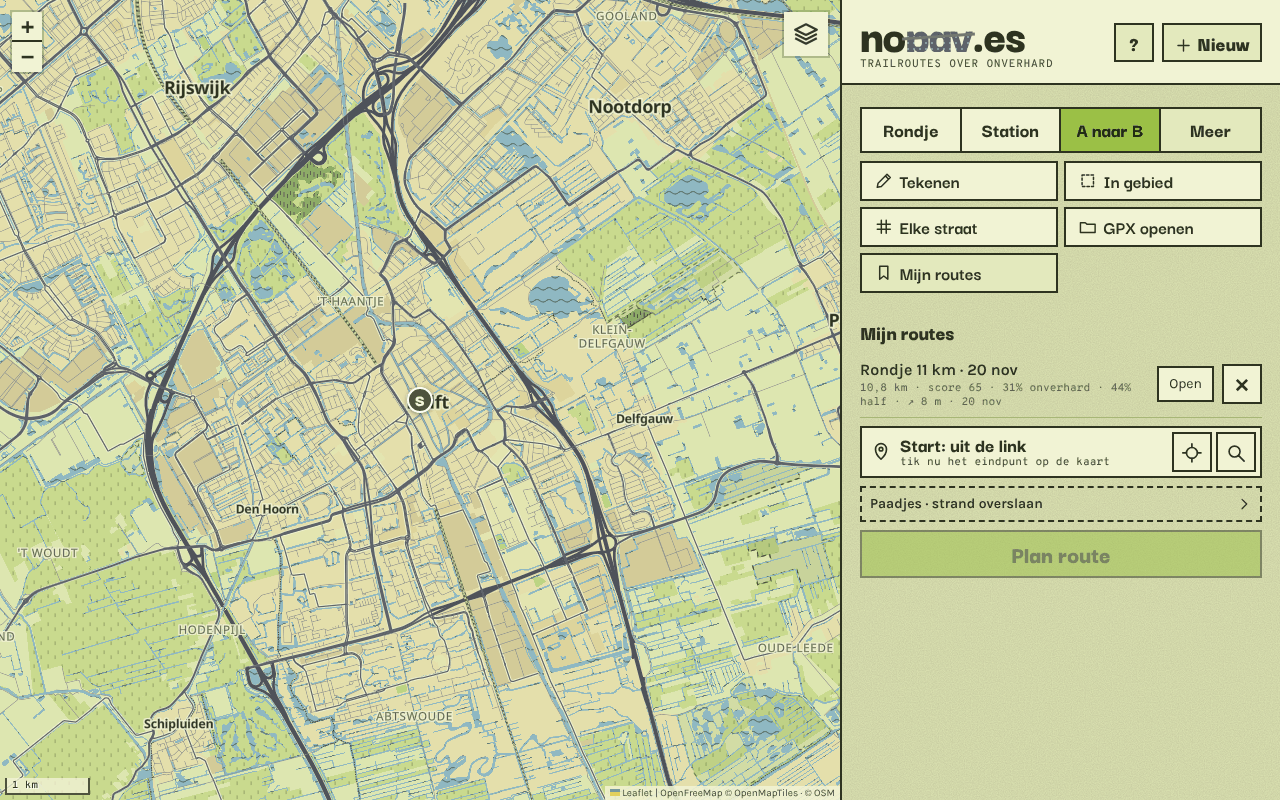 +
−
GOOLAND
Rijswijk
Nootdorp
'T HAANTJE
KLEIN-
DELFGAUW
P
S
lft
Delfgauw
Den Hoorn
'T WOUDT
ND
HODENPIJL
OUDE-LEEDE
ABTSWOUDE
Schipluiden
1 km
Leaflet | OpenFreeMap © OpenMapTiles · © OSM
nopav.es
TRAILROUTES OVER ONVERHARD
?
+ Nieuw
Rondje
Station
A naar B
Meer
Tekenen
In gebied
Elke straat
GPX openen
Mijn routes
Mijn routes
Rondje 11 km · 20 nov
10,8 km · score 65 · 31% onverhard · 44%
half · ↗ 8 m · 20 nov
Open
×
Start: uit de link
tik nu het eindpunt op de kaart
Paadjes · strand overslaan
Plan route